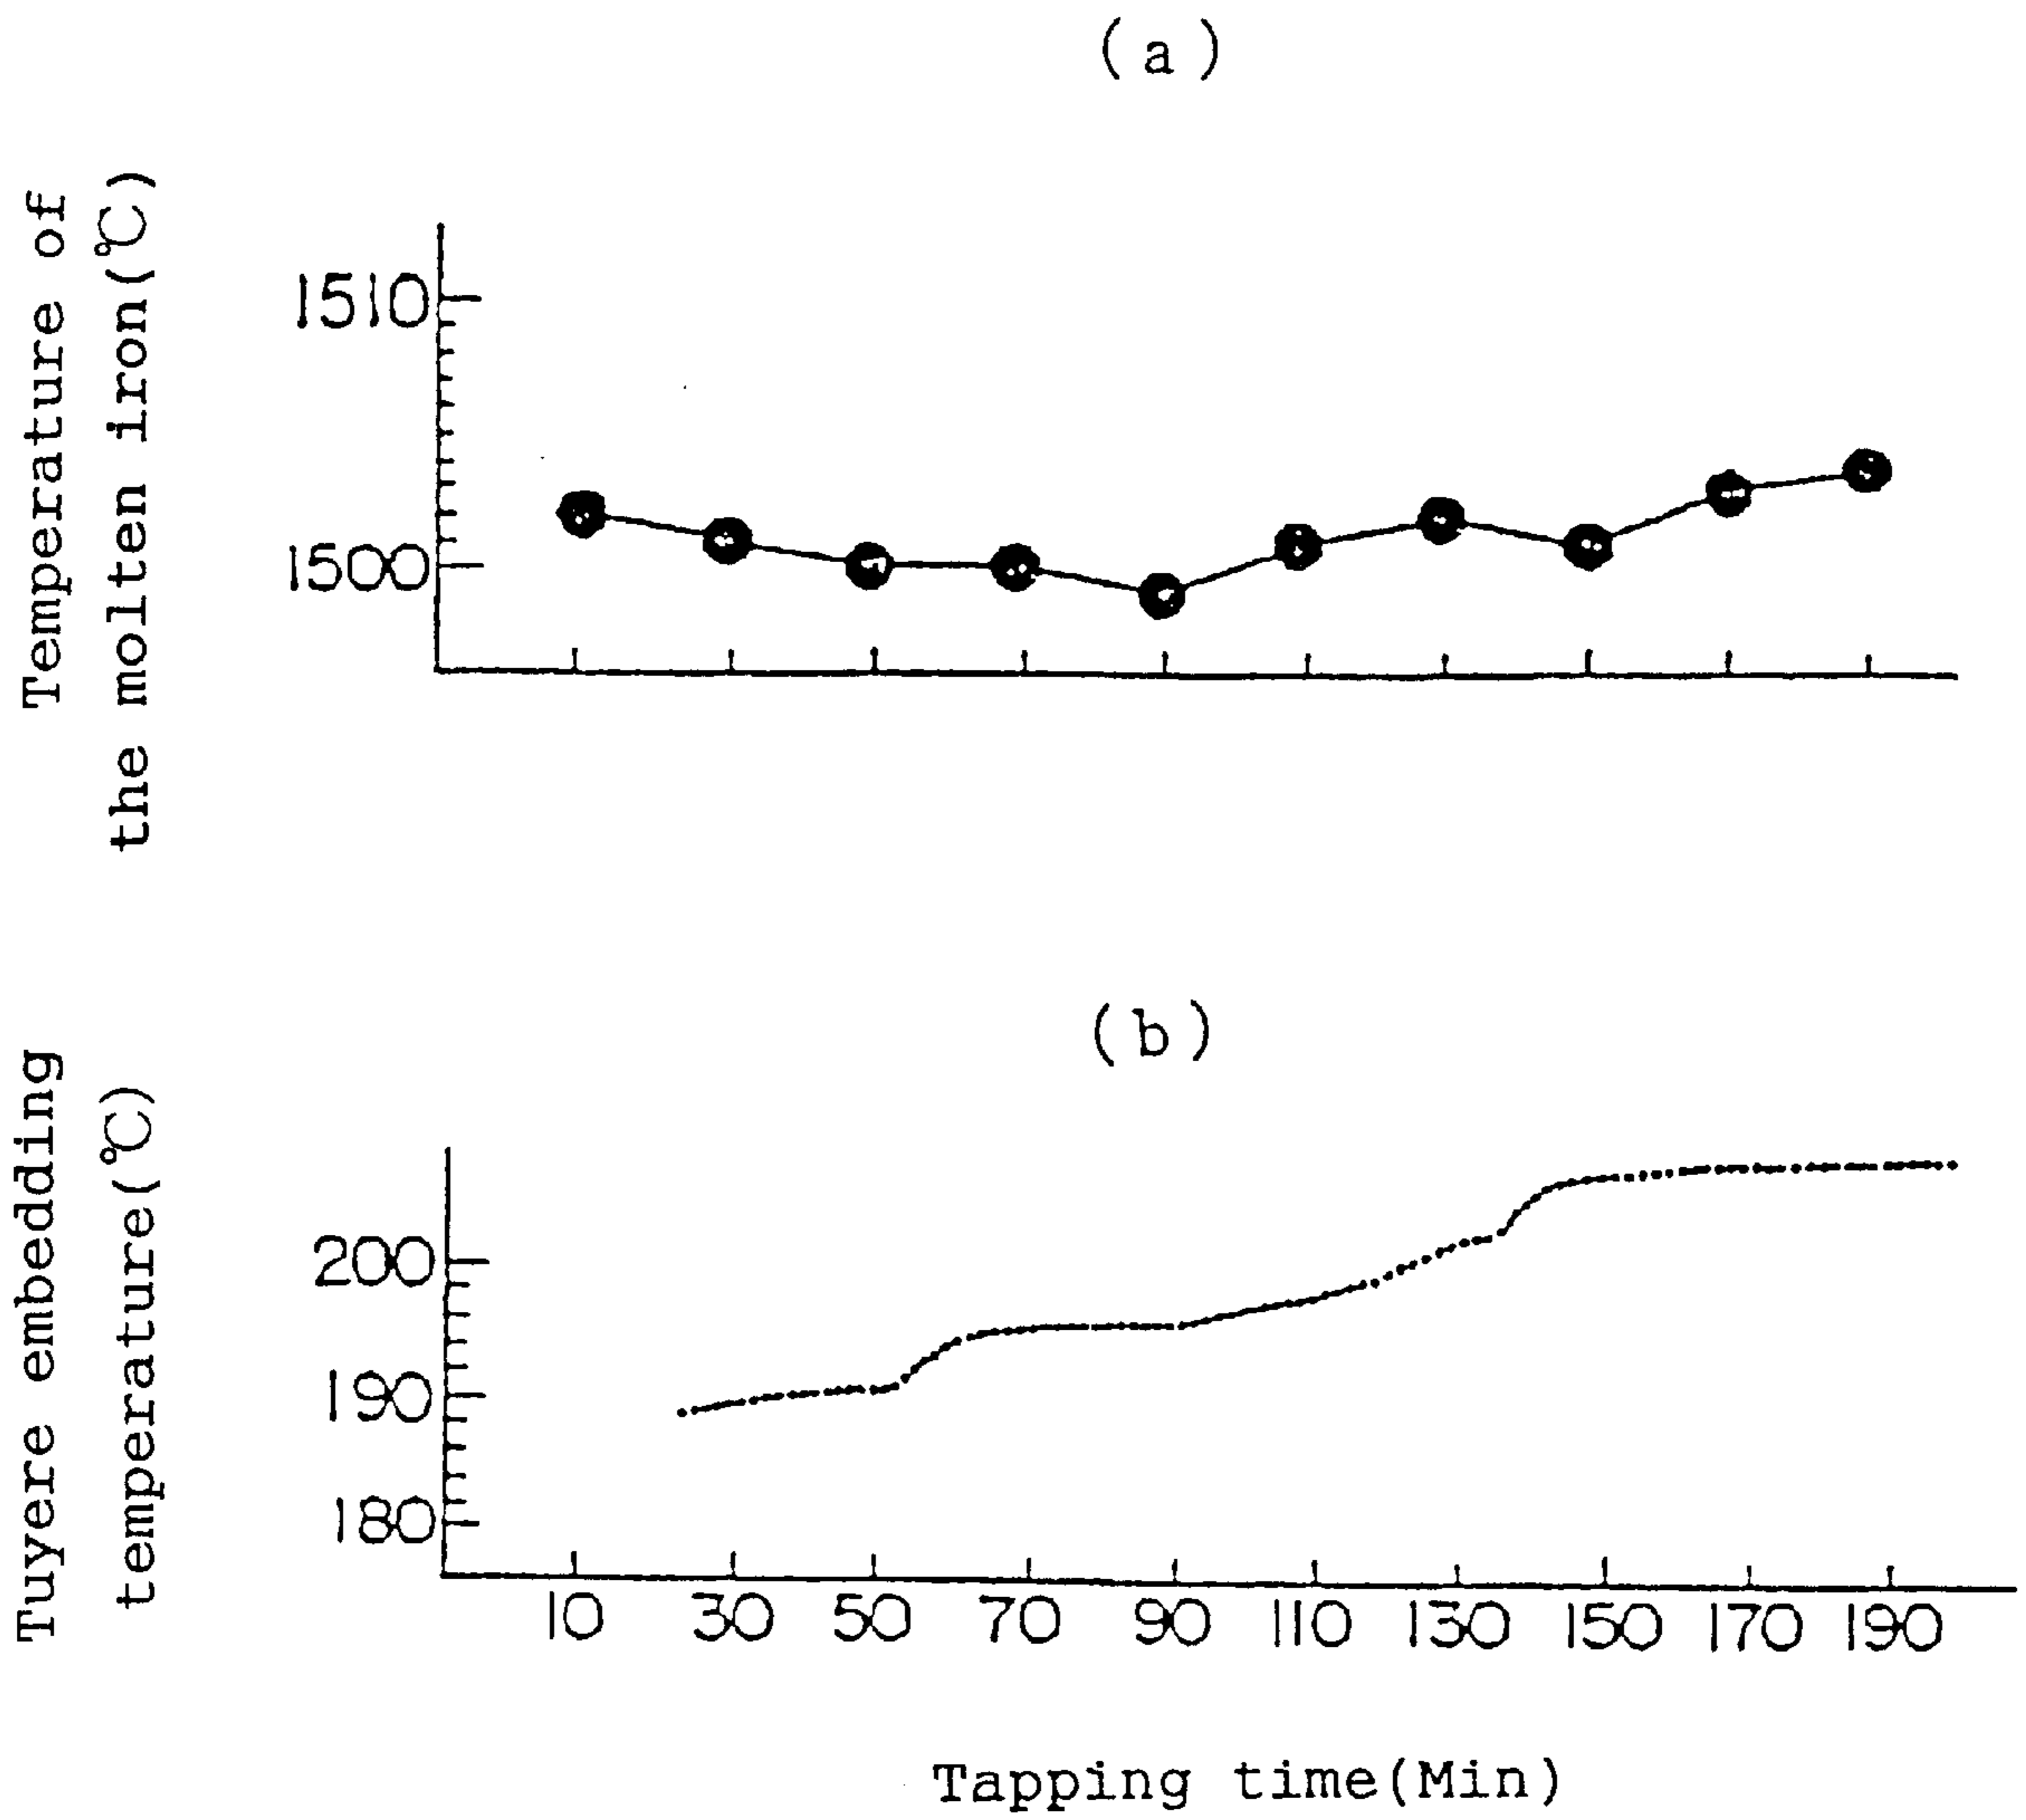 (a)
Temperature of
the molten iron(℃)
1510
1500
(b)
Tuyere embedding
temperature(℃)
200
190
180
10 30 50 70 90 110 130 150 170 190
Tapping time(Min)